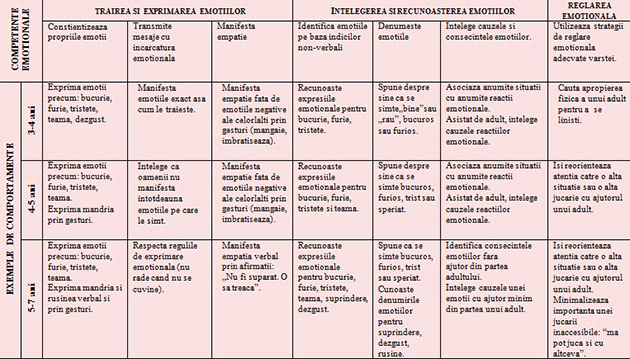 COMPETENTE
EMOTIONALE
TRAIREA SI EXPRIMAREA EMOTIILOR
INTELEGEREA SI RECUNOASTEREA EMOTIILOR
REGLAREA
EMOTIONALA
Constientizeaza
propriile emotii
Transmite
mesaje cu
incarcatura
emotionala
Manifesta
empatie
Identifica emotiile
pe baza indicilor
non-verbali
Denumeste
emotiile
Intelege cauzele si
consecintele emotiilor.
Utilizeaza strategii
de reglare
emotionala
adecvate varstei.
EXEMPLE DE COMPORTAMENTE
3-4 ani
Exprima emotii
precum: bucurie,
furie, tristete,
teama, dezgust.
Manifesta
emotiile exact asa
cum le traieste.
Manifesta
empatie fata de
emotiile negative
ale celorlalti prin
gesturi (mangaie,
imbratiseaza).
Recunoaste
expresiile
emotionale pentru
bucurie, furie,
tristete.
Spune despre
sine ca se
simte„bine”sau
„rau”, bucuros
sau furios.
Asociaza anumite situatii
cu anumite reactii
emotionale.
Asistat de adult, intelege
cauzele reactiilor
emotionale.
Cauta apropierea
fizica a unui adult
pentru a se
linisti.
4-5 ani
Exprima emotii
precum: bucurie,
furie, tristete,
teama.
Exprima mandria
prin gesturi.
Intelege ca
oamenii nu
manifesta
intotdeauna
emotiile pe care
le simt.
Manifesta
empatie fata de
emotiile negative
ale celorlalti prin
gesturi (mangaie,
imbratiseaza).
Recunoaste
expresiile
emotionale pentru
bucurie, furie,
tristete si teama.
Spune despre
sine ca se
simte bucuros,
furios, trist sau
speriat.
Asociaza anumite situatii
cu anumite reactii
emotionale.
Asistat de adult, intelege
cauzele reactiilor
emotionale.
Isi reorienteaza
atentia catre o alta
situatie sau o alta
jucarie cu ajutorul
unui adult.
5-7 ani
Exprima emotii
precum: bucurie,
furie, tristete,
teama.
Exprima mandria si
rusinea verbal si
prin gesturi.
Respecta regulile
de exprimare
emotionala (nu
rade cand nu se
cuvine).
Manifesta
empatia verbal
prin afirmatii:
„Nu fi suparat. O
sa treaca”.
Recunoaste
expresiile
emotionale
pentru bucurie,
furie, tristete,
teama, suprindere,
dezgust.
Spune ca se
simte bucuros,
furios, trist
sau speriat.
Cunoaste
denumirile
emotiilor
pentru
suprindere,
dezgust,
rusine.
Identifica consecintele
emotiilor fara
ajutor din partea
adultului.
Intelege cauzele unei
emotii cu ajutor minim
din partea unui adult.
Isi reorienteaza
atentia catre o alta
situatie sau o alta
jucarie cu ajutorul
unui adult.
Minimalizeaza
importanta unei
jucarii
inaccesibile: “ma
pot juca si cu
altceva”.